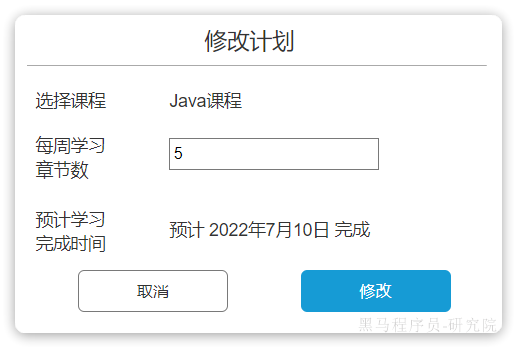 修改计划
选择课程 Java课程
每周学习
章节数
5
预计学习
完成时间
预计 2022年7月10日 完成
取消 修改
黑马程序员-研究院